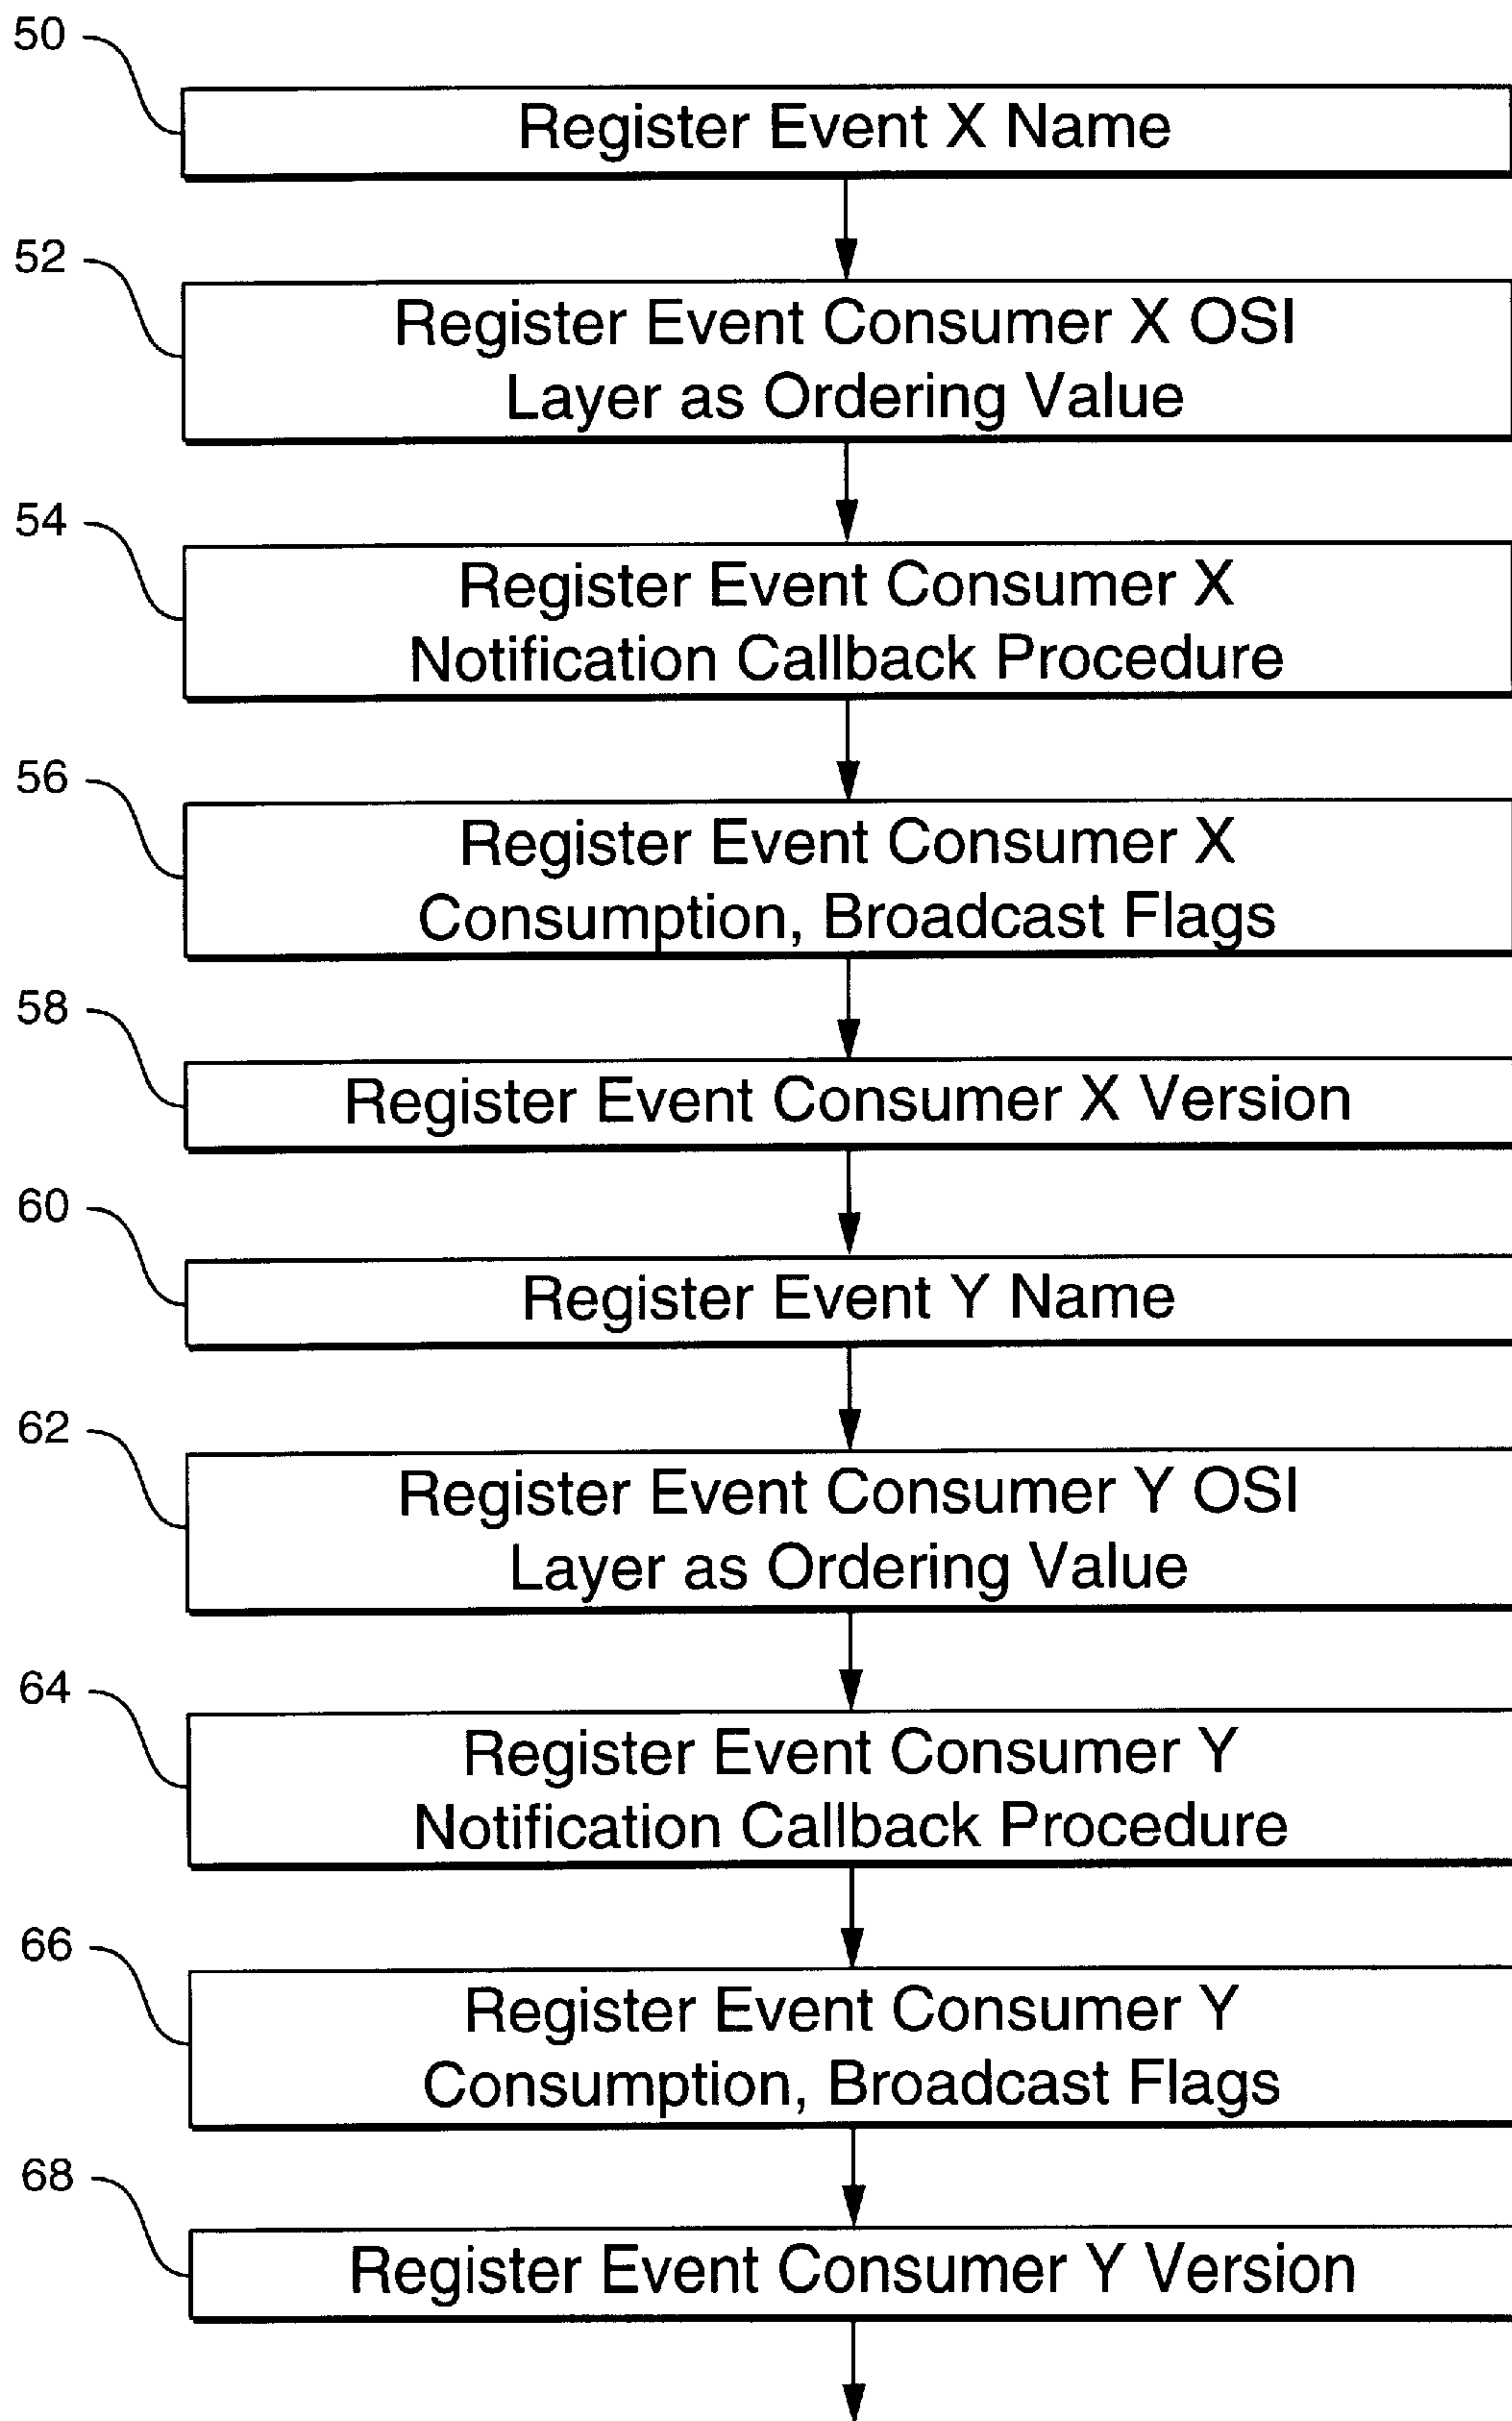 50
Register Event X Name
52
Register Event Consumer X OSI
Layer as Ordering Value
54
Register Event Consumer X
Notification Callback Procedure
56
Register Event Consumer X
Consumption, Broadcast Flags
58
Register Event Consumer X Version
60
Register Event Y Name
62
Register Event Consumer Y OSI
Layer as Ordering Value
64
Register Event Consumer Y
Notification Callback Procedure
66
Register Event Consumer Y
Consumption, Broadcast Flags
68
Register Event Consumer Y Version